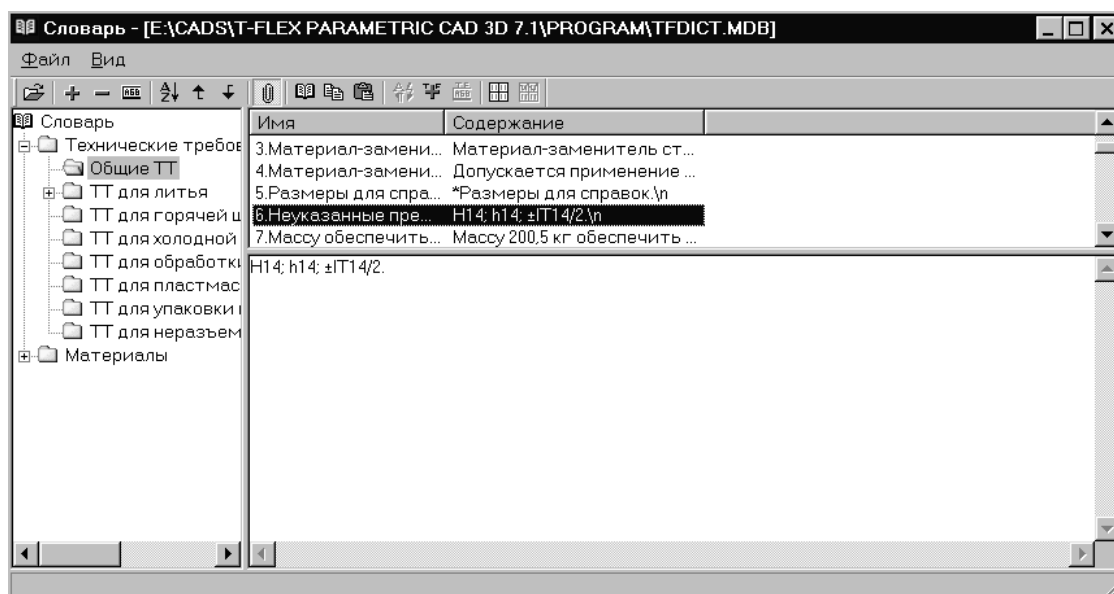 Словарь - [E:\CADS\T-FLEX PARAMETRIC CAD 3D 7.1\PROGRAM\TFDICT.MDB]
Файл Вид
Словарь
Технические требов
Общие ТТ
ТТ для литья
ТТ для горячей ш
ТТ для холодной
ТТ для обработки
ТТ для пластмас
ТТ для упаковки
ТТ для неразъем
Материалы
Имя Содержание
3.Материал-замени... Материал-заменитель ст...
4.Материал-замени... Допускается применение ...
5.Размеры для спра... *Размеры для справок.\n
6.Неуказанные пре... H14; h14; ±IT14/2.\n
7.Массу обеспечить... Массу 200,5 кг обеспечить ...
H14; h14; ±IT14/2.